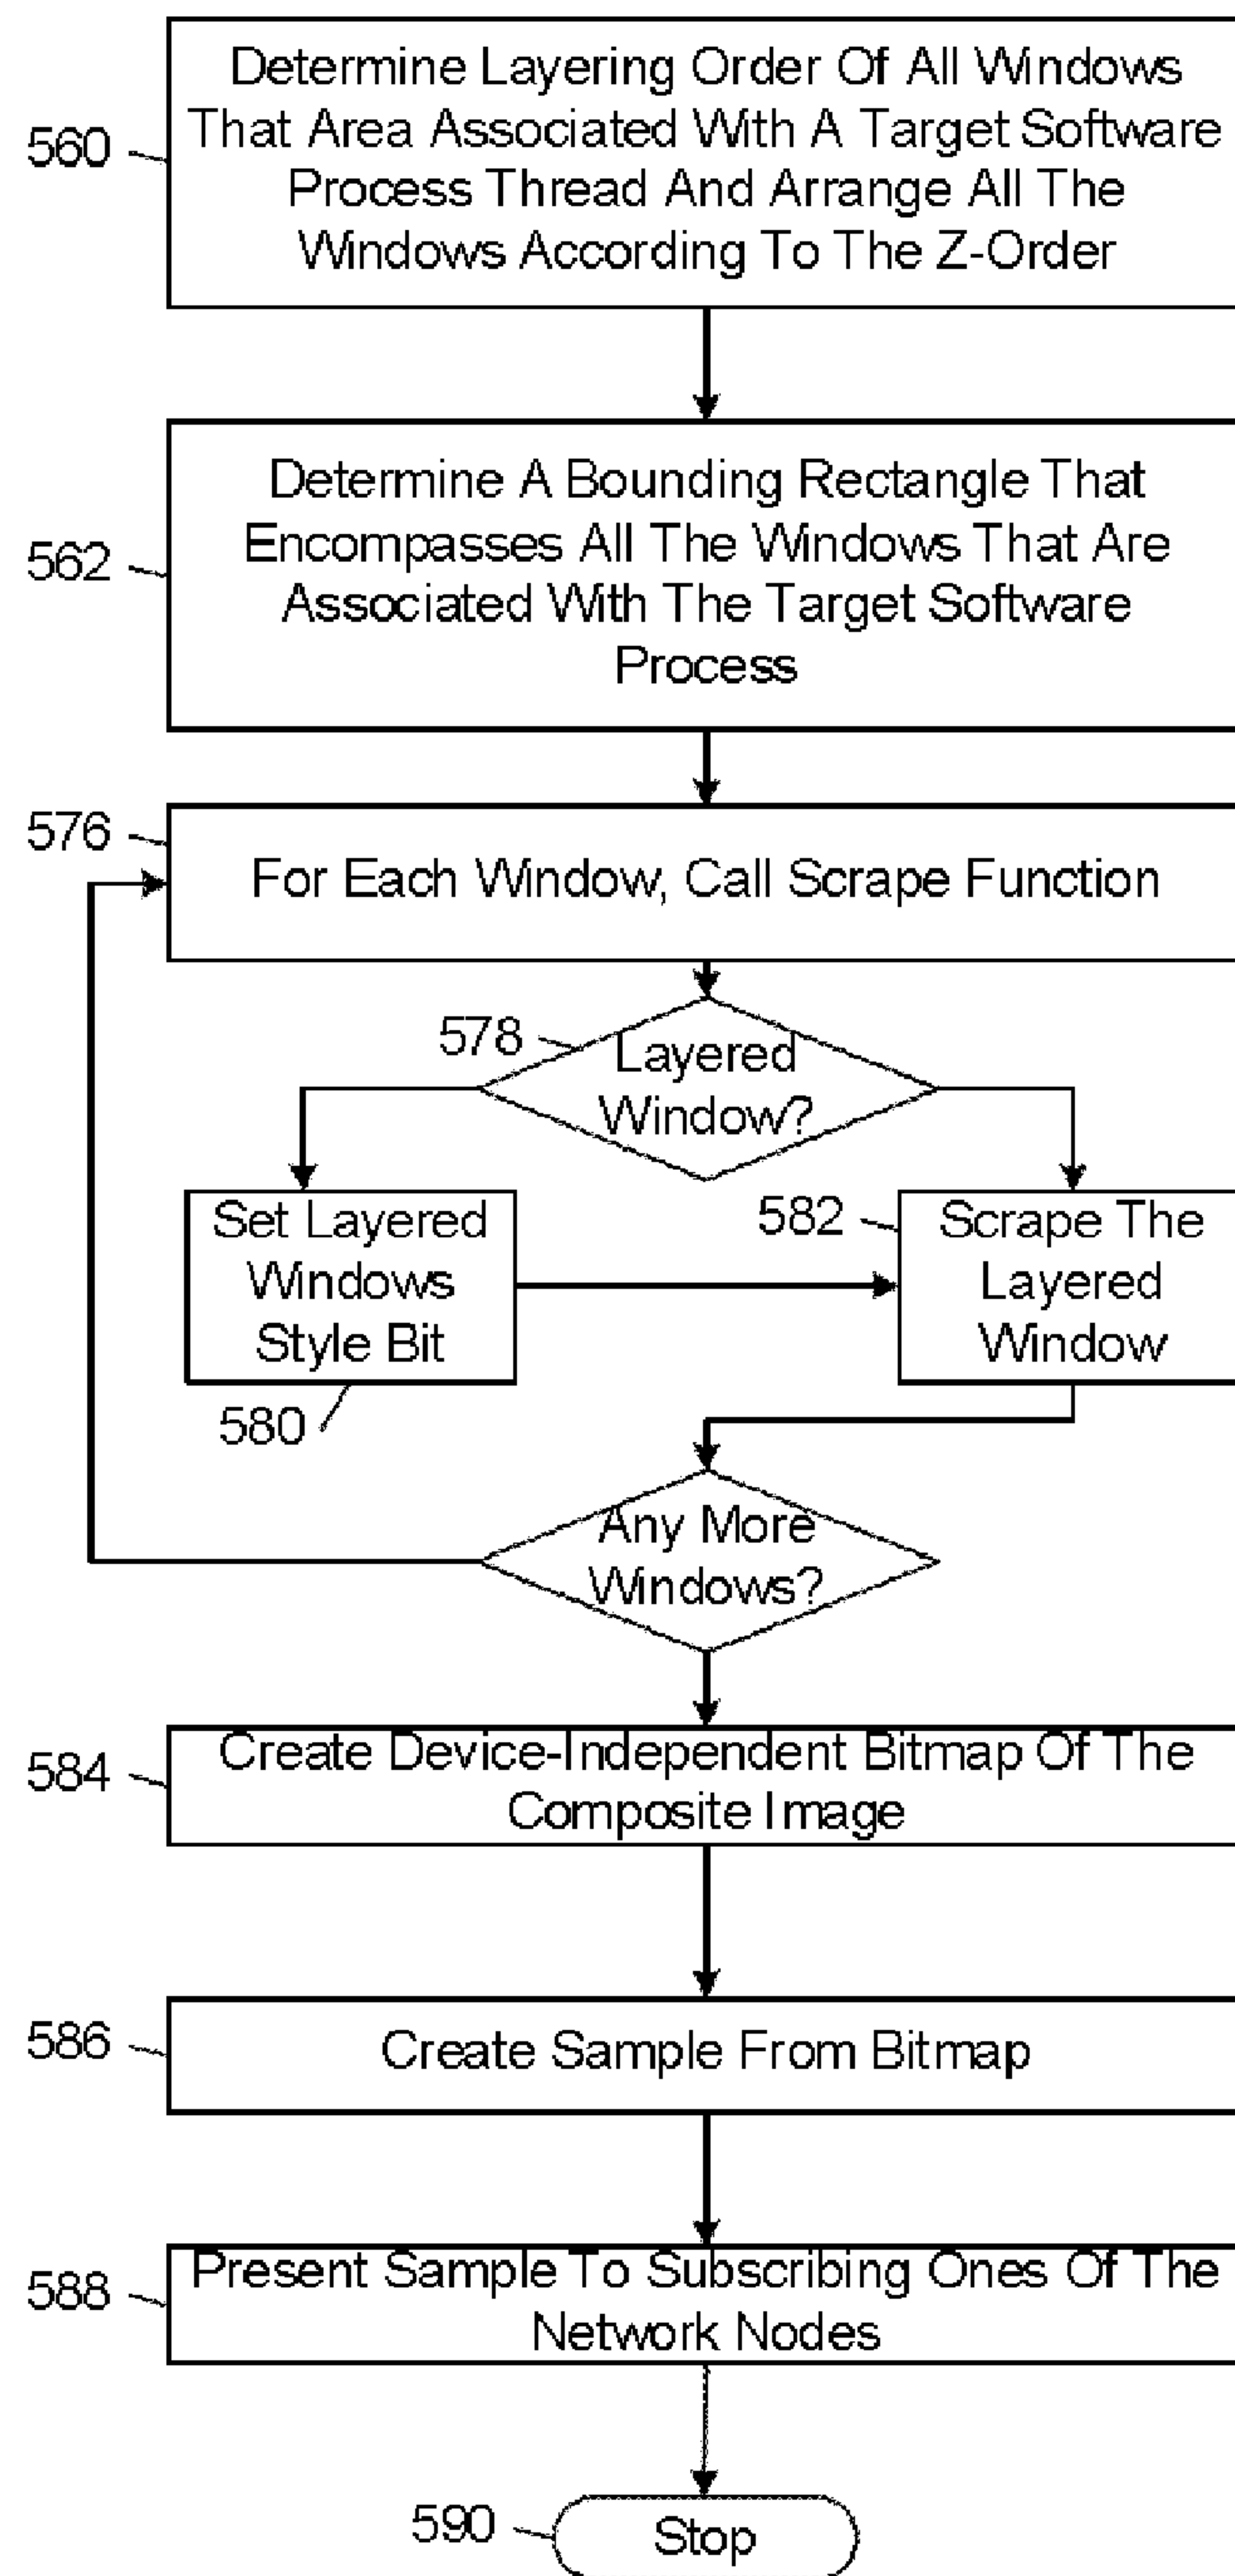 Determine Layering Order Of All Windows
That Area Associated With A Target Software
Process Thread And Arrange All The
Windows According To The Z-Order
560
Determine A Bounding Rectangle That
Encompasses All The Windows That Are
Associated With The Target Software
Process
562
576
For Each Window, Call Scrape Function
578
Layered
Window?
Set Layered
Windows
Style Bit
580
582
Scrape The
Layered
Window
Any More
Windows?
584
Create Device-Independent Bitmap Of The
Composite Image
586
Create Sample From Bitmap
588
Present Sample To Subscribing Ones Of The
Network Nodes
590
Stop